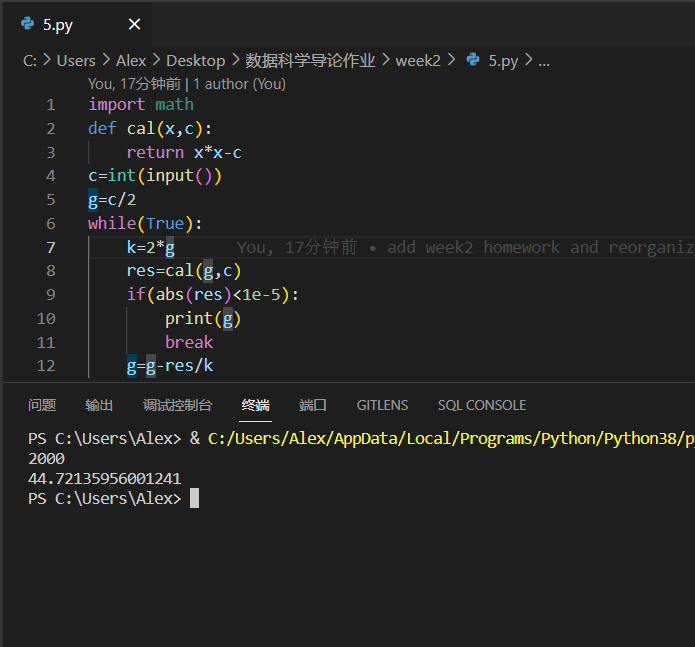 5.py
C: > Users > Alex > Desktop > 数据科学导论作业 > week2 > 5.py > ...
You, 17分钟前 | 1 author (You)
1 import math
2 def cal(x,c):
3 return x*x-c
4 c=int(input())
5 g=c/2
6 while(True):
7 k=2*g You, 17分钟前 • add week2 homework and reorganiz
8 res=cal(g,c)
9 if(abs(res)<1e-5):
10 print(g)
11 break
12 g=g-res/k
问题 输出 调试控制台 终端 端口 GITLENS SQL CONSOLE
PS C:\Users\Alex> & C:/Users/Alex/AppData/Local/Programs/Python/Python38/p
2000
44.72135956001241
PS C:\Users\Alex>